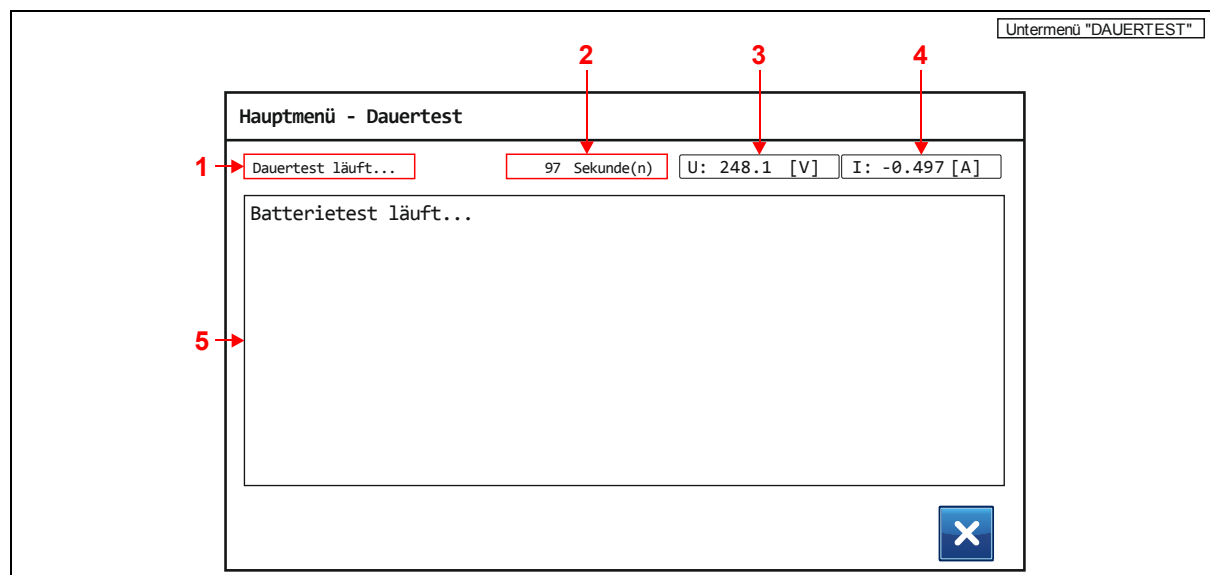 Untermenü "DAUERTEST"
2 3 4
Hauptmenü - Dauertest
1 Dauertest läuft... 97 Sekunde(n) U: 248.1 [V] I: -0.497 [A]
Batterietest läuft...
5